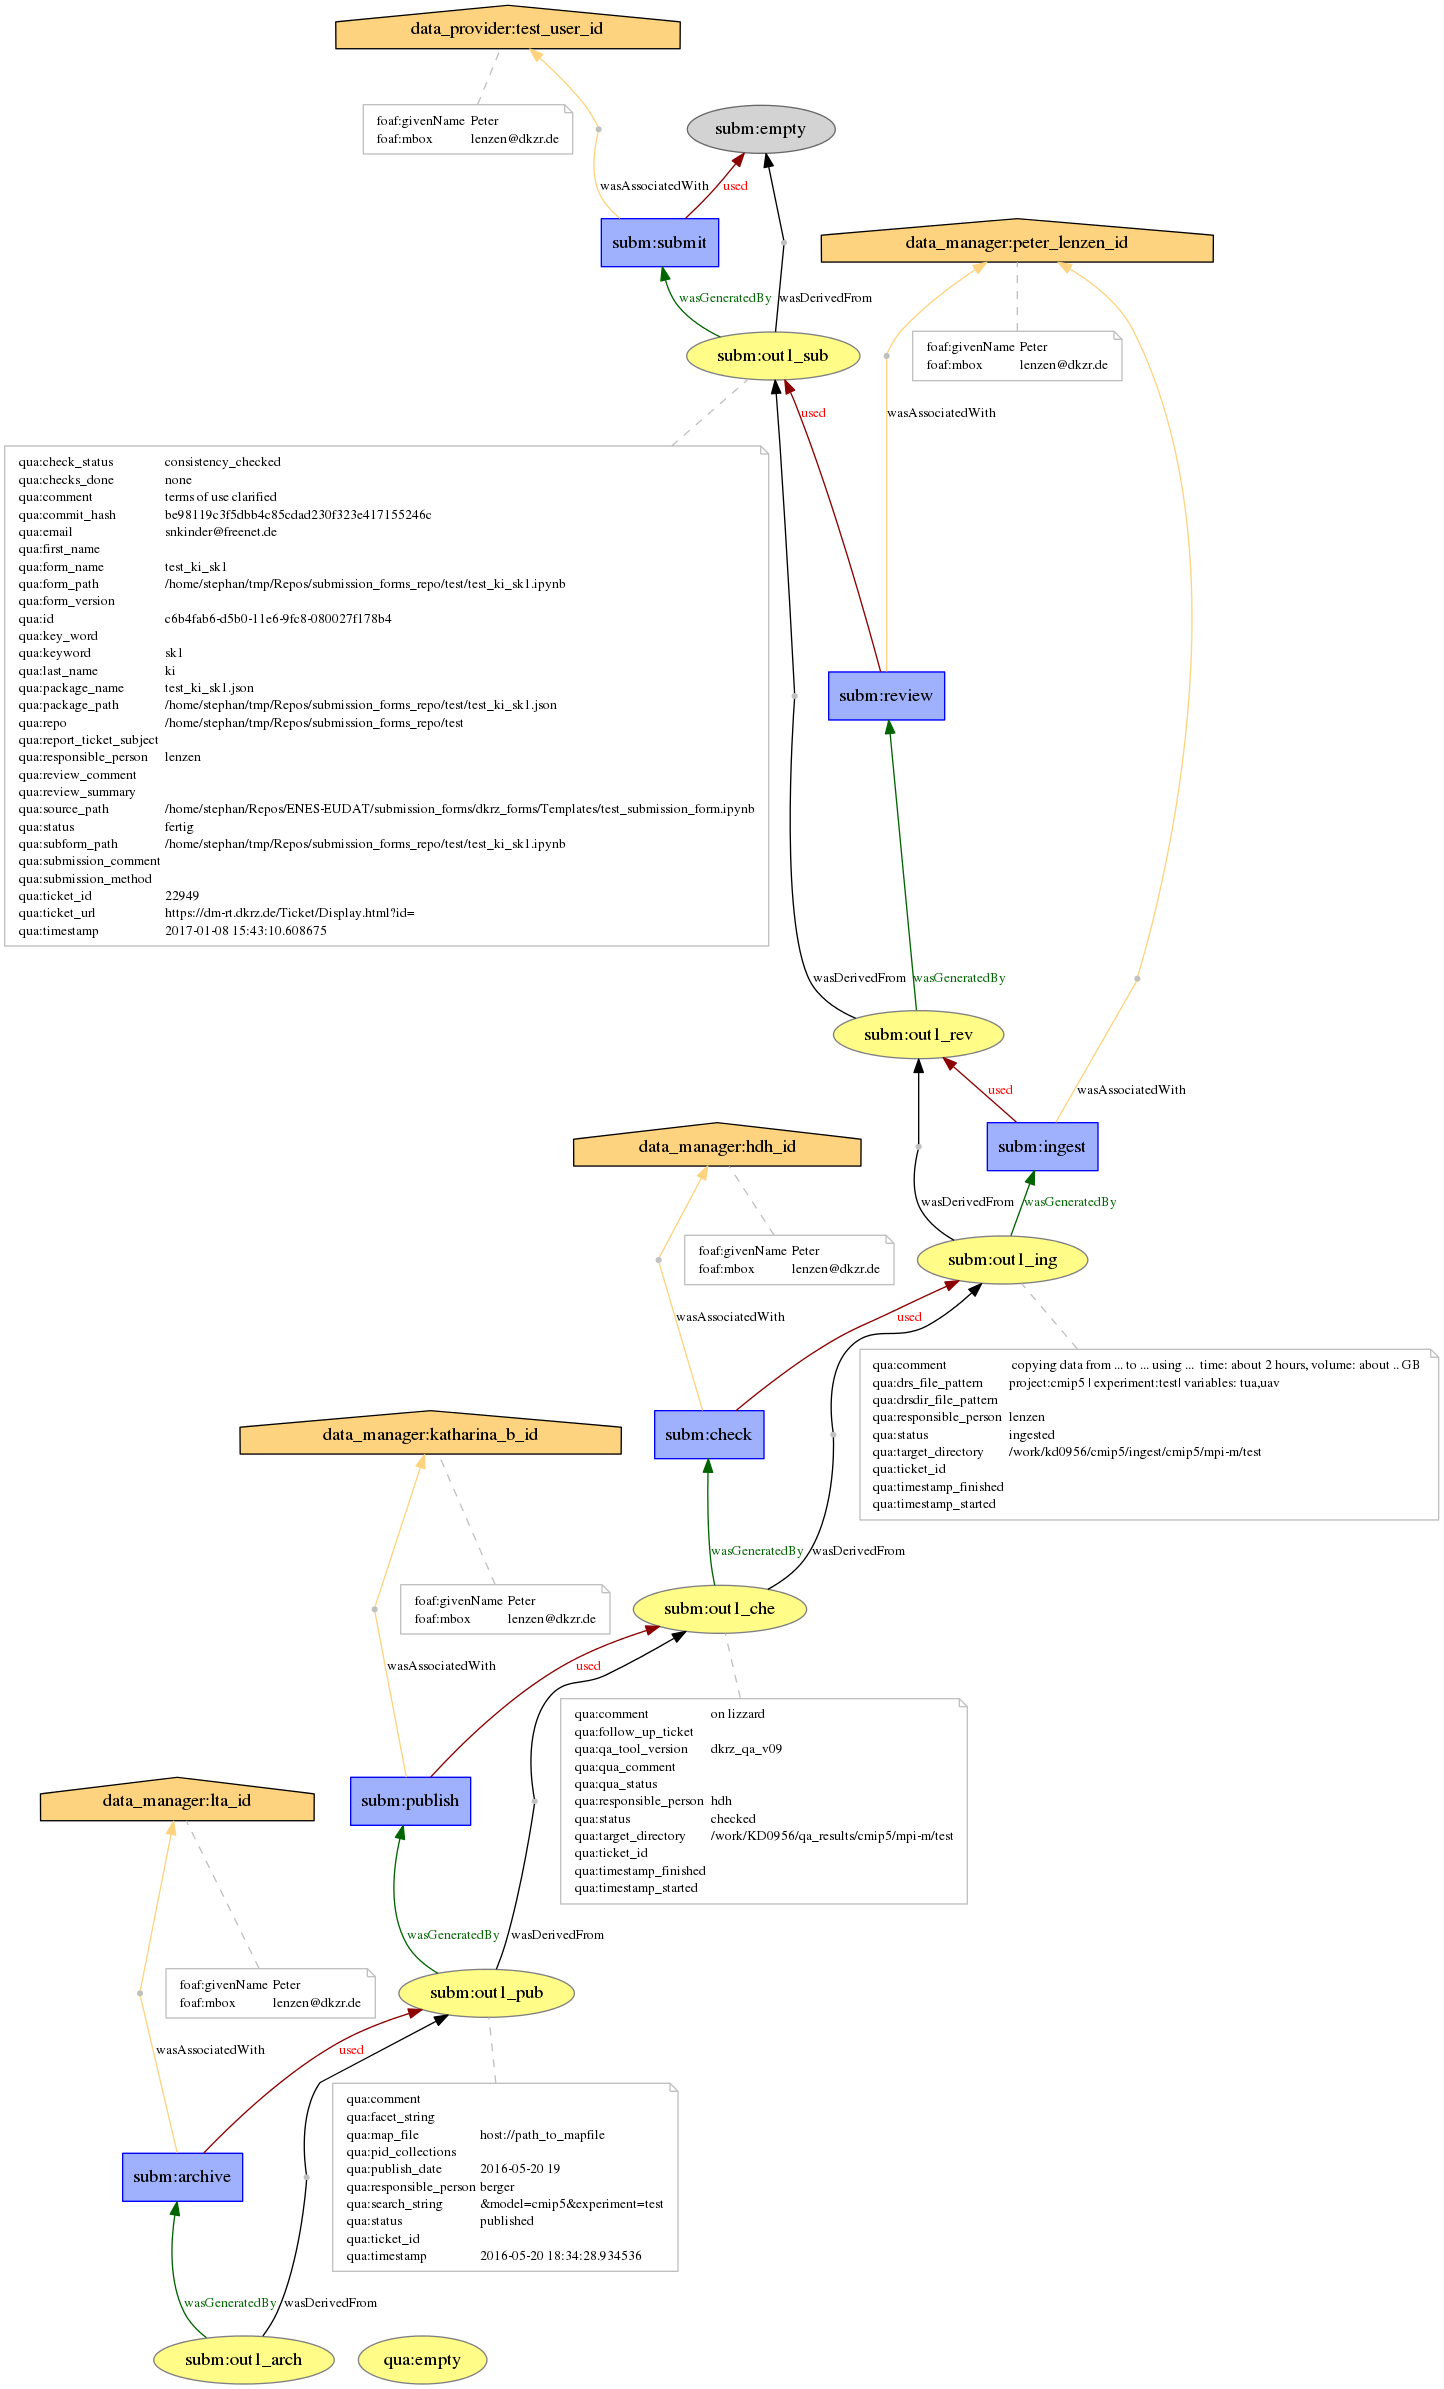 data_provider:test_user_id
foaf:givenName Peter
foaf:mbox lenzen@dkzr.de
subm:empty
wasAssociatedWith
used
subm:submit
data_manager:peter_lenzen_id
wasGeneratedBy
wasDerivedFrom
subm:out1_sub
foaf:givenName Peter
foaf:mbox lenzen@dkzr.de
used
wasAssociatedWith
qua:check_status consistency_checked
qua:checks_done none
qua:comment terms of use clarified
qua:commit_hash be98119c3f5dbb4c85cdad230f323e417155246c
qua:email snkinder@freenet.de
qua:first_name
qua:form_name test_ki_sk1
qua:form_path /home/stephan/tmp/Repos/submission_forms_repo/test/test_ki_sk1.ipynb
qua:form_version
qua:id c6b4fab6-d5b0-11e6-9fc8-080027f178b4
qua:key_word
qua:keyword sk1
qua:last_name ki
qua:package_name test_ki_sk1.json
qua:package_path /home/stephan/tmp/Repos/submission_forms_repo/test/test_ki_sk1.json
qua:repo /home/stephan/tmp/Repos/submission_forms_repo/test
qua:report_ticket_subject
qua:responsible_person lenzen
qua:review_comment
qua:review_summary
qua:source_path /home/stephan/Repos/ENES-EUDAT/submission_forms/dkrz_forms/Templates/test_submission_form.ipynb
qua:status fertig
qua:subform_path /home/stephan/tmp/Repos/submission_forms_repo/test/test_ki_sk1.ipynb
qua:submission_comment
qua:submission_method
qua:ticket_id 22949
qua:ticket_url https://dm-rt.dkrz.de/Ticket/Display.html?id=
qua:timestamp 2017-01-08 15:43:10.608675
subm:review
wasDerivedFrom
wasGeneratedBy
subm:out1_rev
used
wasAssociatedWith
data_manager:hdh_id
subm:ingest
wasDerivedFrom
wasGeneratedBy
foaf:givenName Peter
foaf:mbox lenzen@dkzr.de
subm:out1_ing
wasAssociatedWith
used
qua:comment copying data from ... to ... using ... time: about 2 hours, volume: about .. GB
qua:drs_file_pattern project:cmip5 | experiment:test| variables: tua,uav
qua:drsdir_file_pattern
qua:responsible_person lenzen
qua:status ingested
qua:target_directory /work/kd0956/cmip5/ingest/cmip5/mpi-m/test
qua:ticket_id
qua:timestamp_finished
qua:timestamp_started
data_manager:katharina_b_id
subm:check
wasGeneratedBy
wasDerivedFrom
foaf:givenName Peter
foaf:mbox lenzen@dkzr.de
subm:out1_che
wasAssociatedWith
used
qua:comment on lizzard
qua:follow_up_ticket
qua:qa_tool_version dkrz_qa_v09
qua:qua_comment
qua:qua_status
qua:responsible_person hdh
qua:status checked
qua:target_directory /work/KD0956/qa_results/cmip5/mpi-m/test
qua:ticket_id
qua:timestamp_finished
qua:timestamp_started
data_manager:lta_id
subm:publish
wasGeneratedBy
wasDerivedFrom
foaf:givenName Peter
foaf:mbox lenzen@dkzr.de
subm:out1_pub
wasAssociatedWith
used
qua:comment
qua:facet_string
qua:map_file host://path_to_mapfile
qua:pid_collections
qua:publish_date 2016-05-20 19
qua:responsible_person berger
qua:search_string &model=cmip5&experiment=test
qua:status published
qua:ticket_id
qua:timestamp 2016-05-20 18:34:28.934536
subm:archive
wasGeneratedBy
wasDerivedFrom
subm:out1_arch
qua:empty